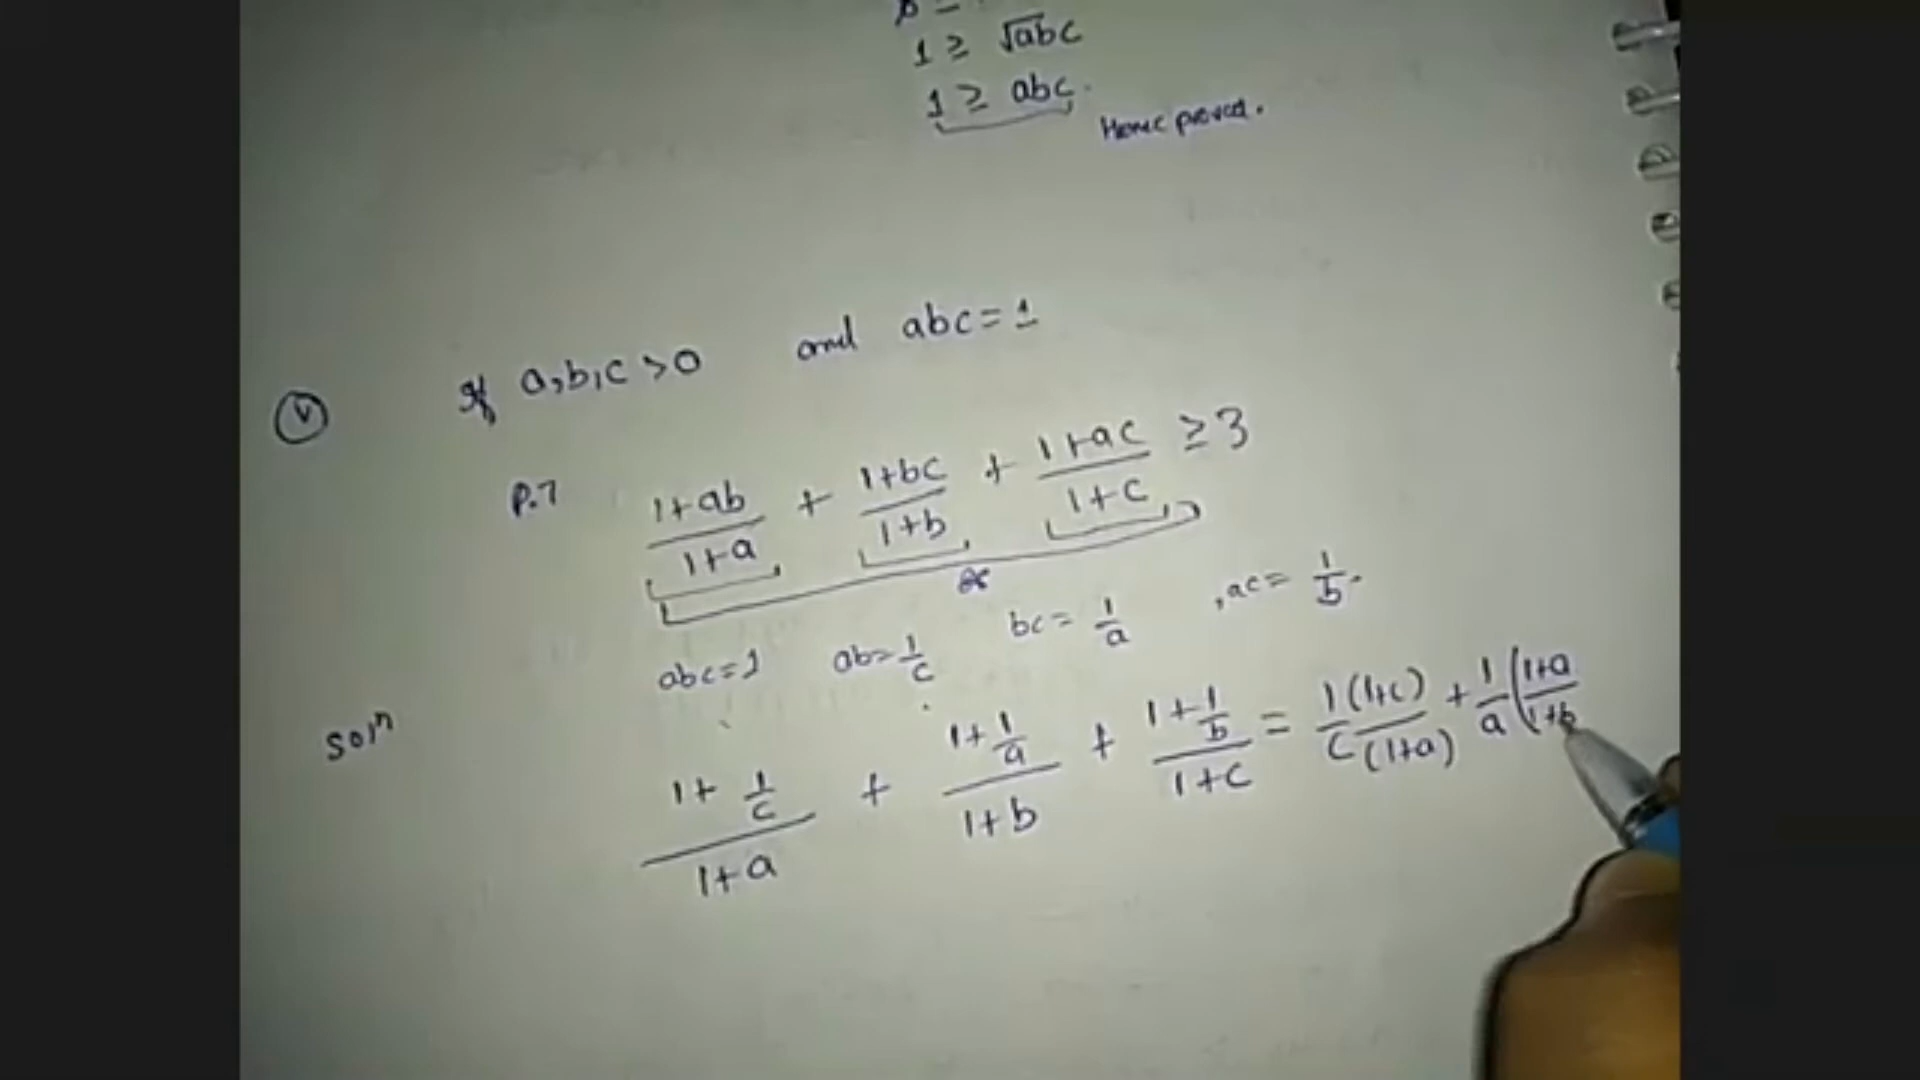 1 ≥ √abc
1 ≥ abc.
Hence proved.
(v) If a,b,c >0 and abc=1
P.T (1+ab)/(1+a) + (1+bc)/(1+b) + (1+ac)/(1+c) ≥3
abc=1 ab=1/c bc=1/a ,ac=1/b.
Solⁿ (1+1/c)/(1+a) + (1+1/a)/(1+b) + (1+1/b)/(1+c) = 1(1+c)/c(1+a) + 1/a((1+a)/(1+b